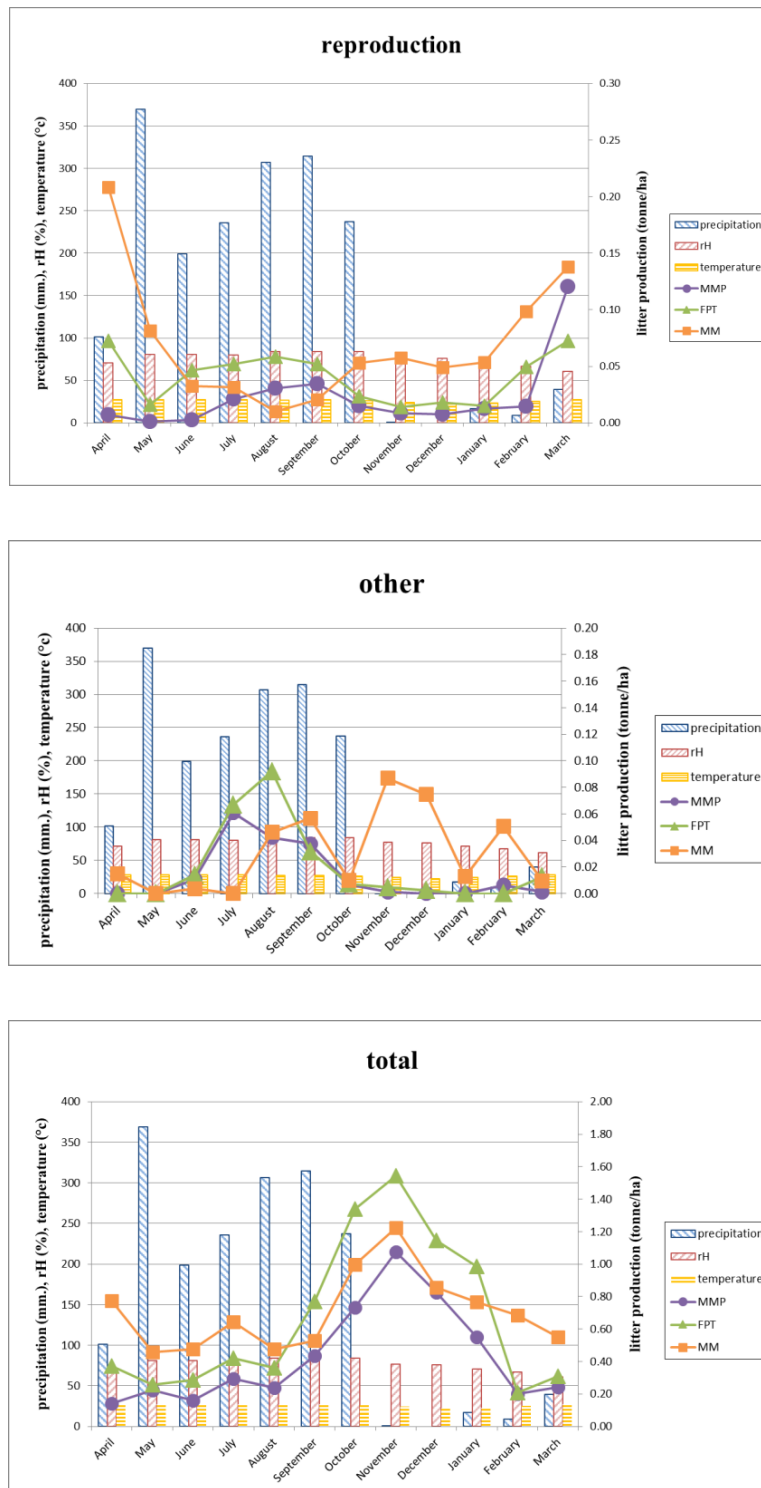 reproduction
400
350
300
250
200
150
100
50
0
0.30
0.25
0.20
0.15
0.10
0.05
0.00
precipitation (mm.), rH (%), temperature (°c)
litter production (tonne/ha)
April
May
June
July
August
September
October
November
December
January
February
March
precipitation
rH
temperature
MMP
FPT
MM
other
400
350
300
250
200
150
100
50
0
0.20
0.18
0.16
0.14
0.12
0.10
0.08
0.06
0.04
0.02
0.00
precipitation (mm.), rH (%), temperature (°c)
litter production (tonne/ha)
April
May
June
July
August
September
October
November
December
January
February
March
precipitation
rH
temperature
MMP
FPT
MM
total
400
350
300
250
200
150
100
50
0
2.00
1.80
1.60
1.40
1.20
1.00
0.80
0.60
0.40
0.20
0.00
precipitation (mm.), rH (%), temperature (°c)
litter production (tonne/ha)
April
May
June
July
August
September
October
November
December
January
February
March
precipitation
rH
temperature
MMP
FPT
MM